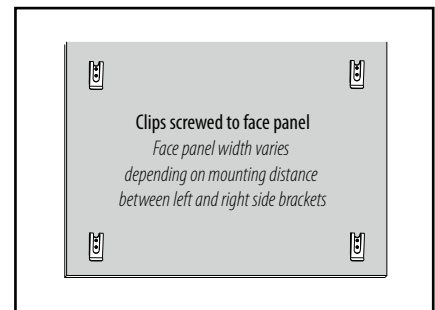 Clips screwed to face panel
Face panel width varies
depending on mounting distance
between left and right side brackets